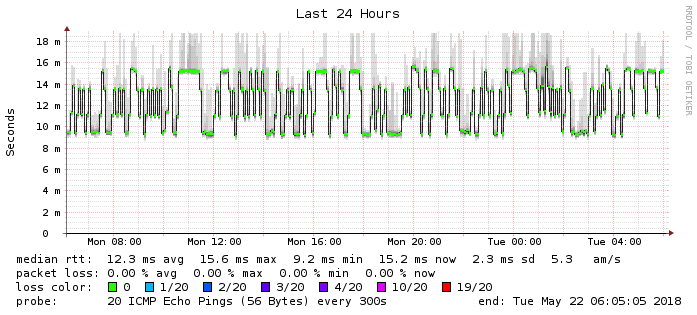 Last 24 Hours
RRDTOOL / TOBI OETIKER
Seconds
18 m
16 m
14 m
12 m
10 m
8 m
6 m
4 m
2 m
0
Mon 08:00 Mon 12:00 Mon 16:00 Mon 20:00 Tue 00:00 Tue 04:00
median rtt: 12.3 ms avg 15.6 ms max 9.2 ms min 15.2 ms now 2.3 ms sd 5.3 am/s
packet loss: 0.00 % avg 0.00 % max 0.00 % min 0.00 % now
loss color: 0 1/20 2/20 3/20 4/20 10/20 19/20
probe: 20 ICMP Echo Pings (56 Bytes) every 300s end: Tue May 22 06:05:05 2018